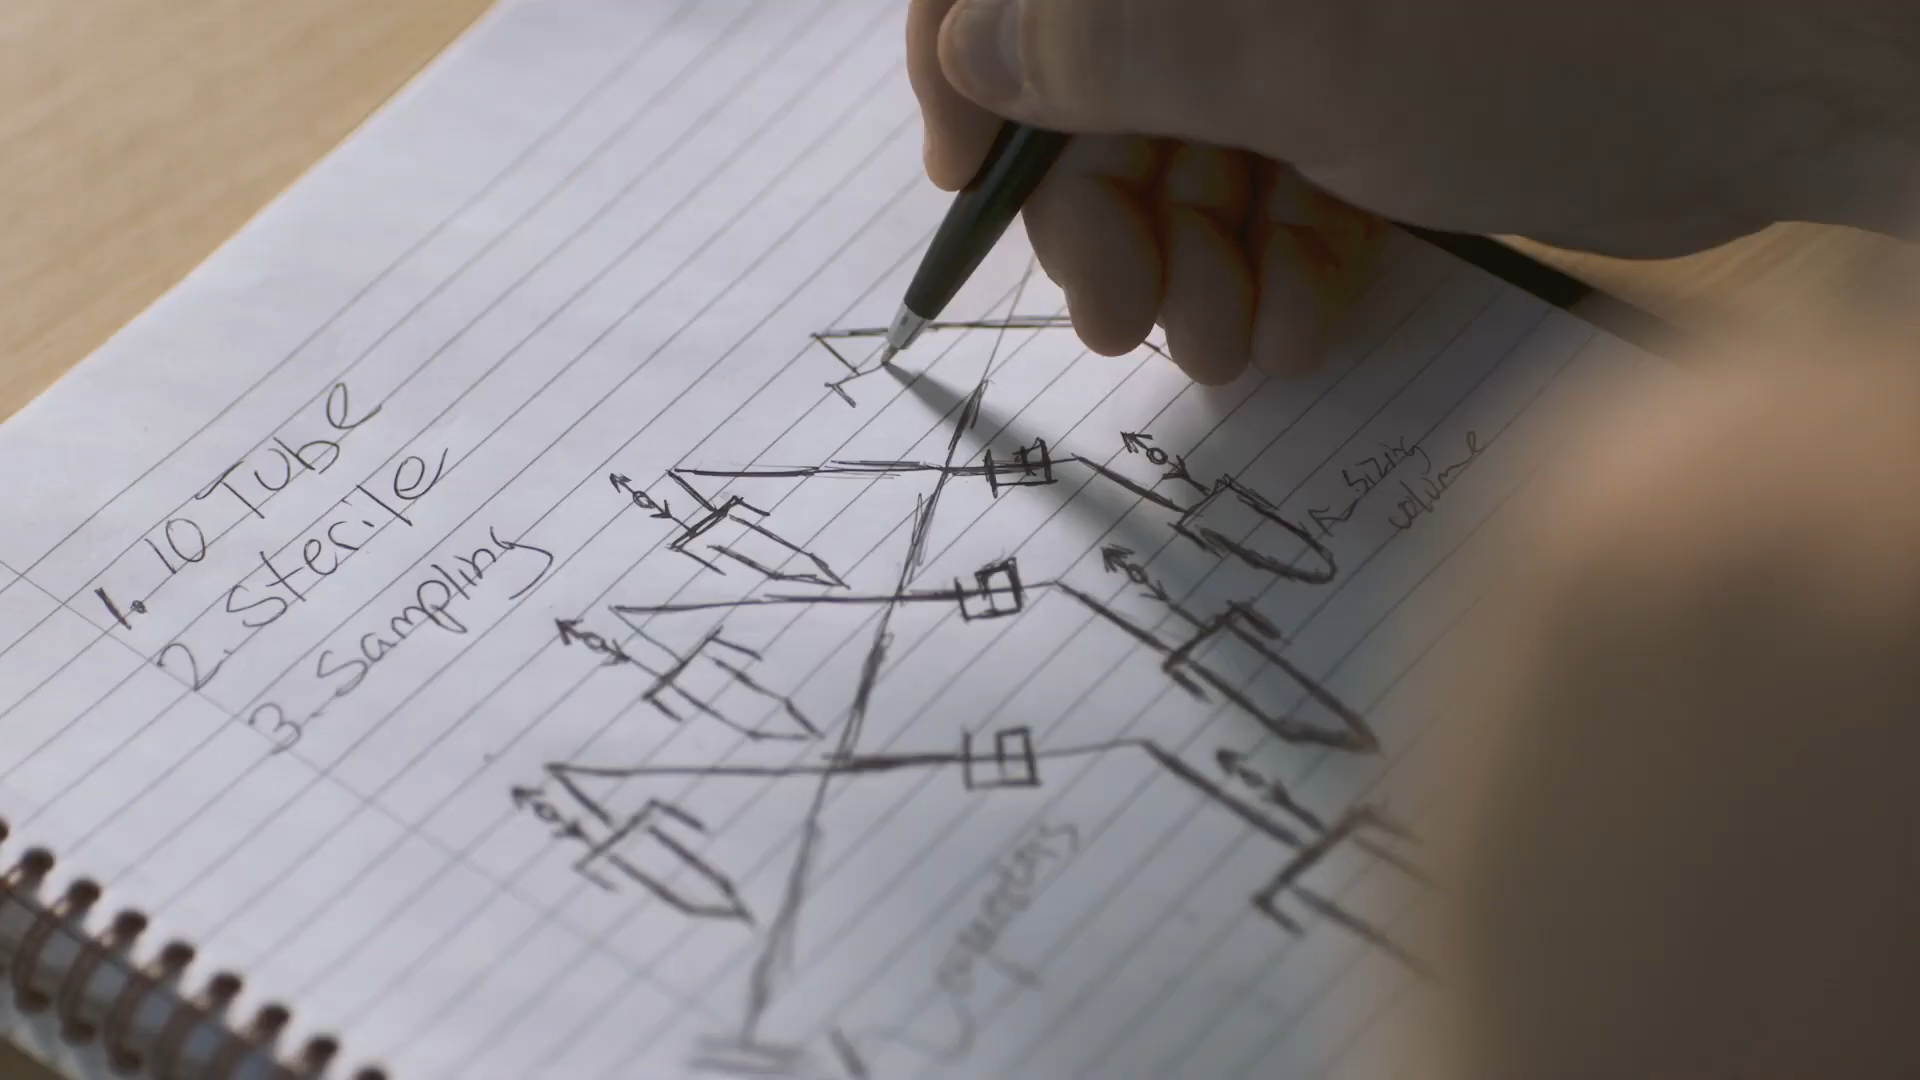 1. 10 Tube
2. Sterile
3. Sampling
Sizing
volume